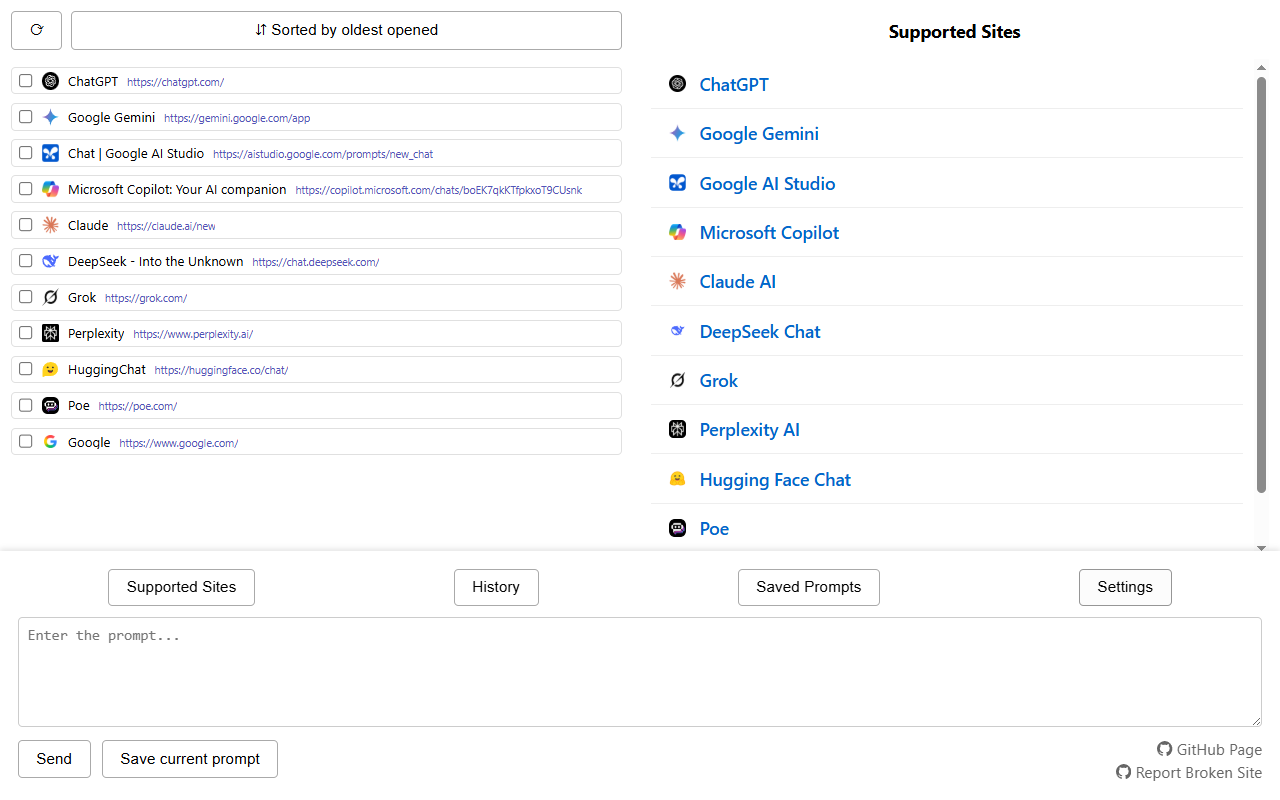 ⇵ Sorted by oldest opened
ChatGPT https://chatgpt.com/
Google Gemini https://gemini.google.com/app
Chat | Google AI Studio https://aistudio.google.com/prompts/new_chat
Microsoft Copilot: Your AI companion https://copilot.microsoft.com/chats/boEK7qkKTfpkxoT9CUsnk
Claude https://claude.ai/new
DeepSeek - Into the Unknown https://chat.deepseek.com/
Grok https://grok.com/
Perplexity https://www.perplexity.ai/
HuggingChat https://huggingface.co/chat/
Poe https://poe.com/
Google https://www.google.com/
Supported Sites
ChatGPT
Google Gemini
Google AI Studio
Microsoft Copilot
Claude AI
DeepSeek Chat
Grok
Perplexity AI
Hugging Face Chat
Poe
Supported Sites
History
Saved Prompts
Settings
Enter the prompt...
Send
Save current prompt
GitHub Page
Report Broken Site